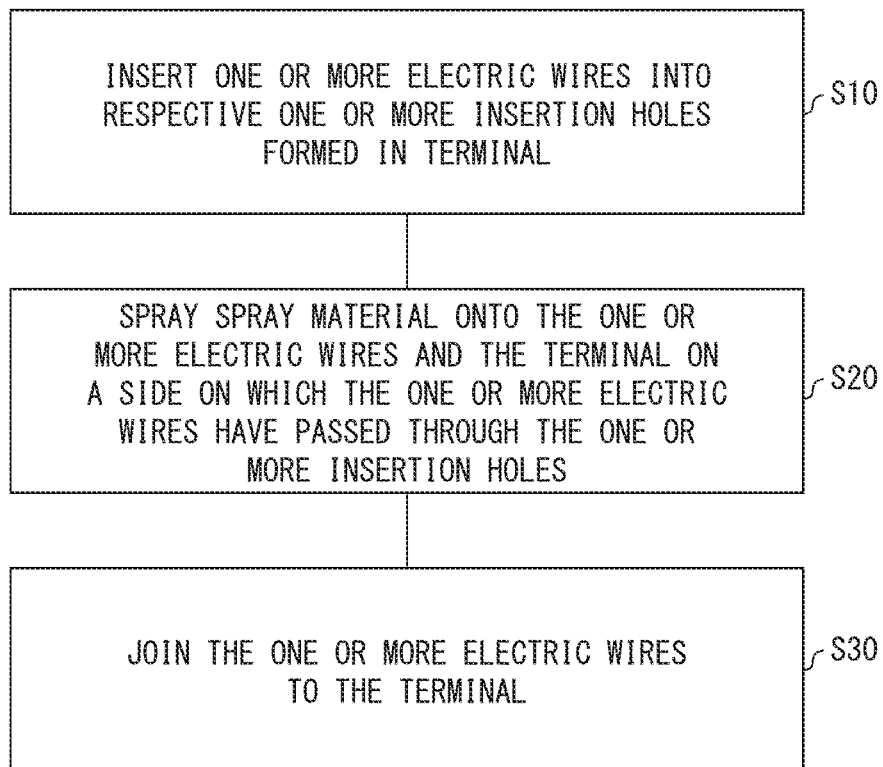 INSERT ONE OR MORE ELECTRIC WIRES INTO
RESPECTIVE ONE OR MORE INSERTION HOLES
FORMED IN TERMINAL
S10
SPRAY SPRAY MATERIAL ONTO THE ONE OR
MORE ELECTRIC WIRES AND THE TERMINAL ON
A SIDE ON WHICH THE ONE OR MORE ELECTRIC
WIRES HAVE PASSED THROUGH THE ONE OR
MORE INSERTION HOLES
S20
JOIN THE ONE OR MORE ELECTRIC WIRES
TO THE TERMINAL
S30